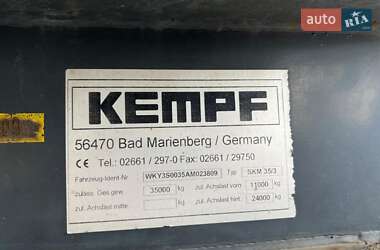 auto RIA.com
KEMPF
56470 Bad Marienberg / Germany
CE Tel.: 02661 / 297-0 Fax: 02661 / 29750
Fahrzeug-Ident-Nr. WKY3S0035AM023809 Typ SKM 35/3
zuläss. Ges.gew. 35000 kg zul. Achslast vorn 11000 kg
zul. Achslast mitte kg zul. Achslast hint. 24000 kg